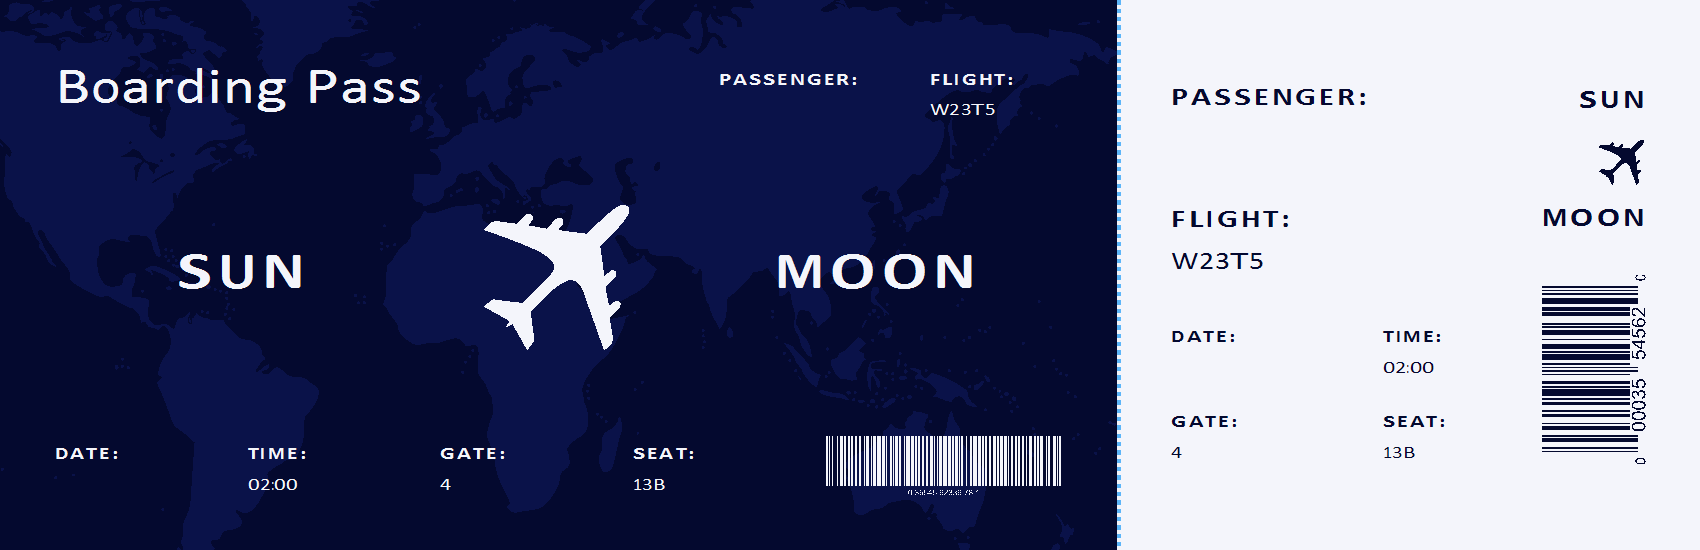 Boarding Pass
PASSENGER:
FLIGHT:
W23T5
SUN
MOON
DATE:
TIME:
02:00
GATE:
4
SEAT:
13B
PASSENGER:
SUN
MOON
FLIGHT:
W23T5
DATE:
TIME:
02:00
GATE:
4
SEAT:
13B
0 00035 54562 0